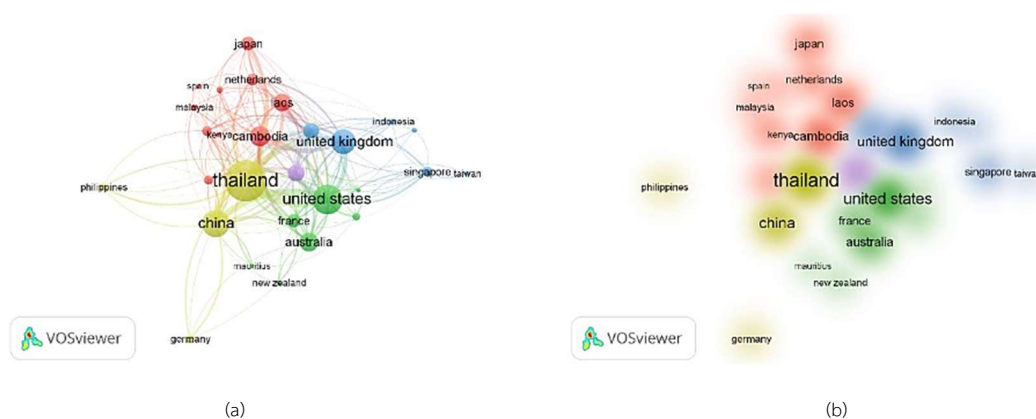 japan
spain
netherlands
malaysia
laos
indonesia
kenya
cambodia
united kingdom
philippines
thailand
singapore
taiwan
united states
china
france
australia
mauritius
new zealand
VOSviewer
germany
(a)
japan
spain
netherlands
malaysia
laos
indonesia
kenya
cambodia
united kingdom
philippines
thailand
singapore
taiwan
united states
china
france
australia
mauritius
new zealand
VOSviewer
germany
(b)